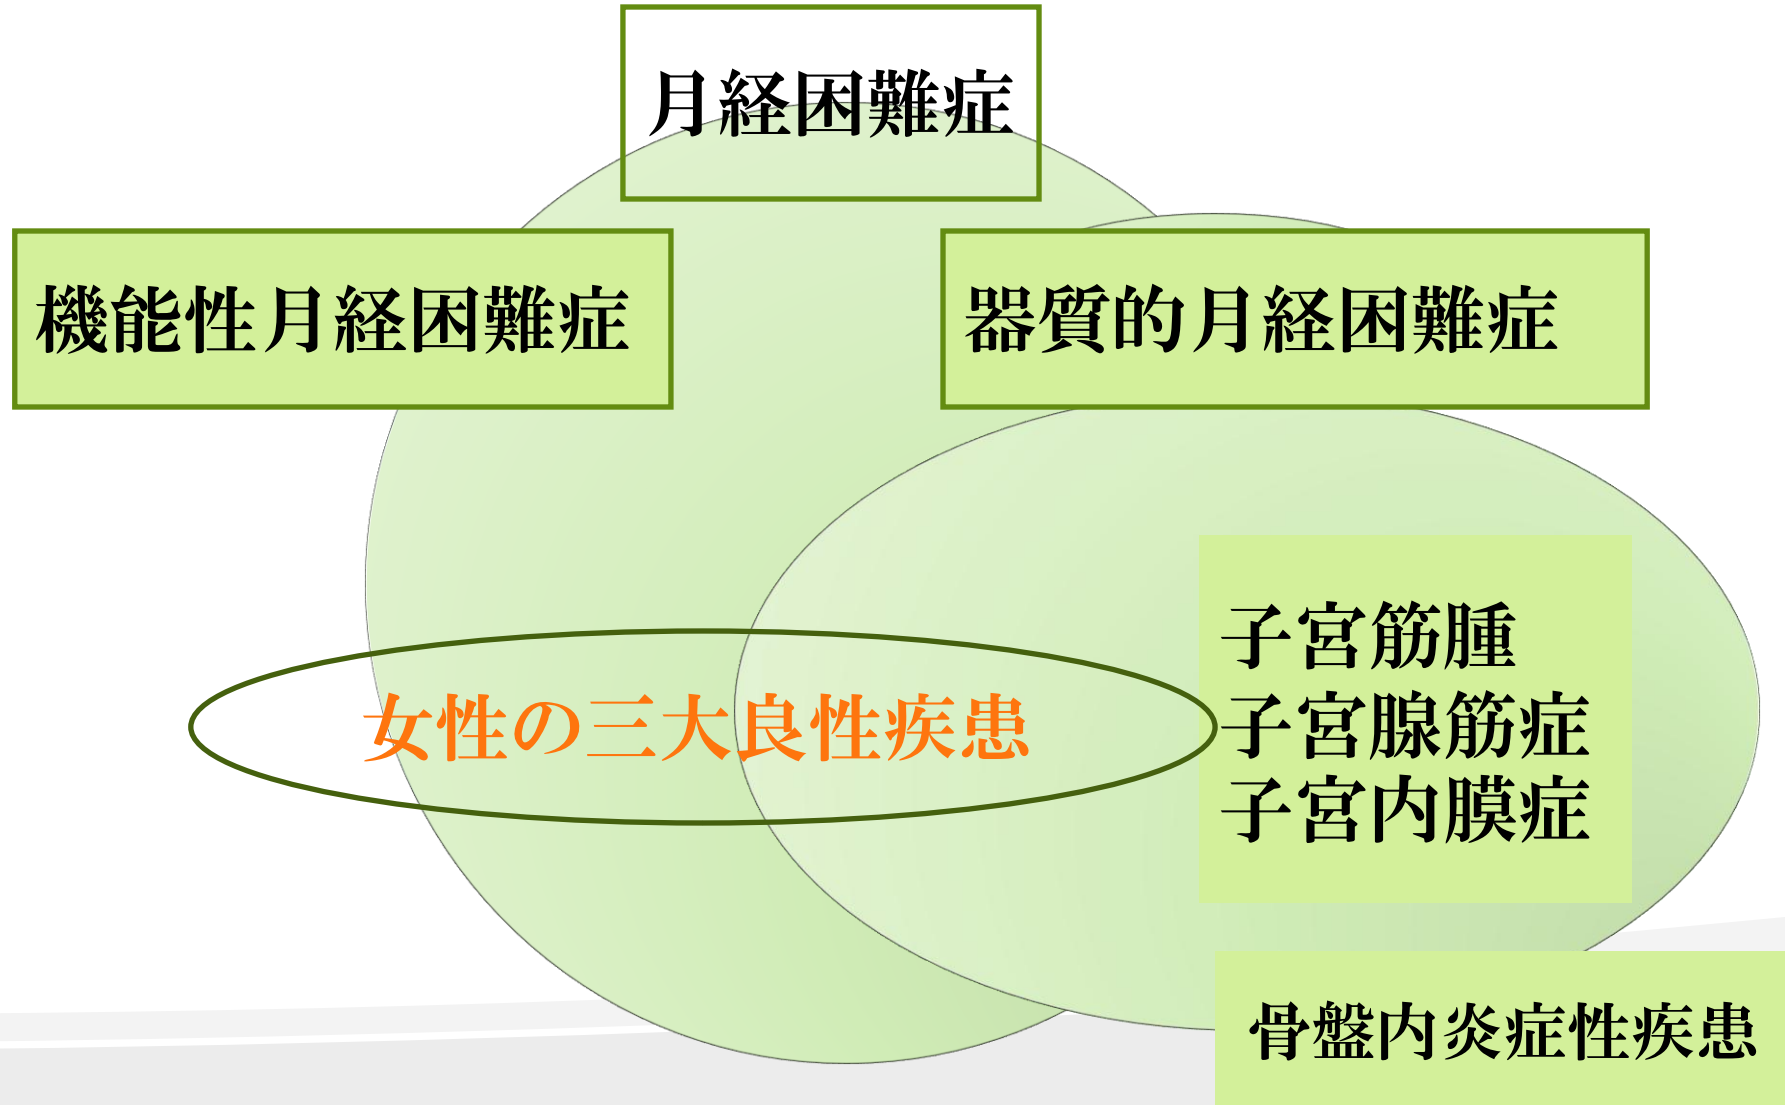 月経困難症
機能性月経困難症
器質的月経困難症
子宮筋腫
子宮腺筋症
子宮内膜症
女性の三大良性疾患
骨盤内炎症性疾患